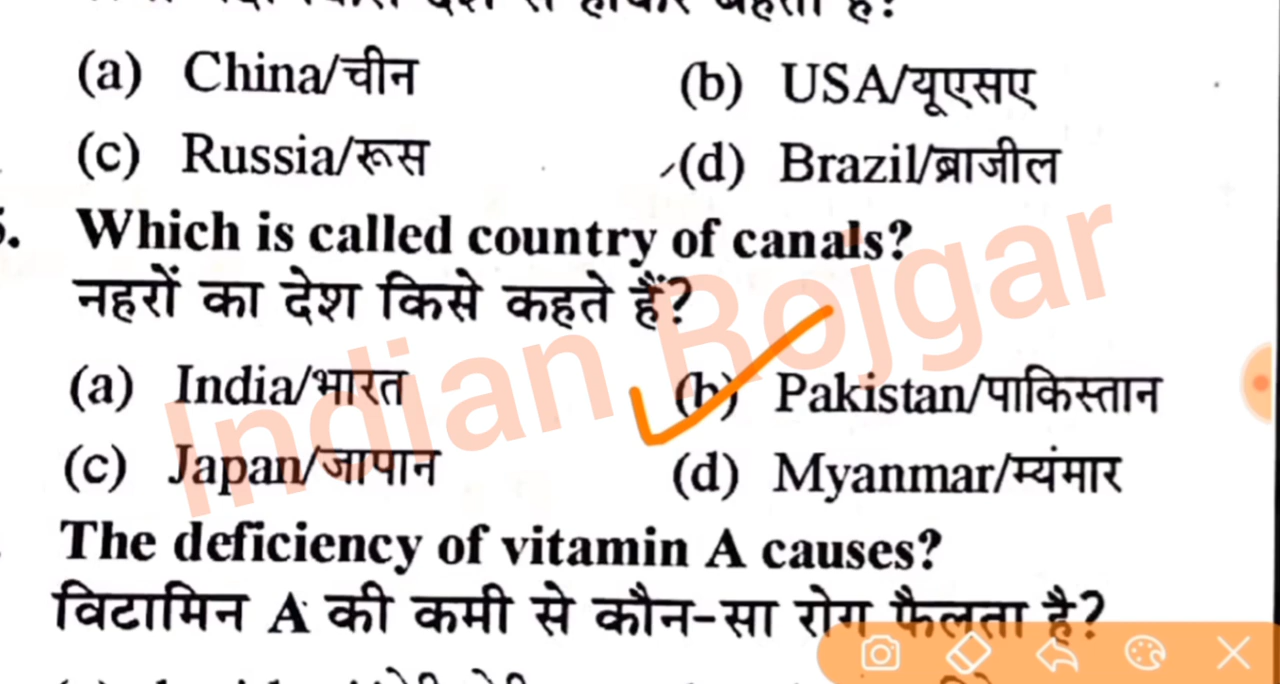 (a) China/चीन (b) USA/यूएसए
(c) Russia/रूस (d) Brazil/ब्राजील
5. Which is called country of canals?
नहरों का देश किसे कहते हैं?
(a) India/भारत (b) Pakistan/पाकिस्तान
(c) Japan/जापान (d) Myanmar/म्यंमार
Indian Rojgar
The deficiency of vitamin A causes?
विटामिन A की कमी से कौन-सा रोग फैलता है?